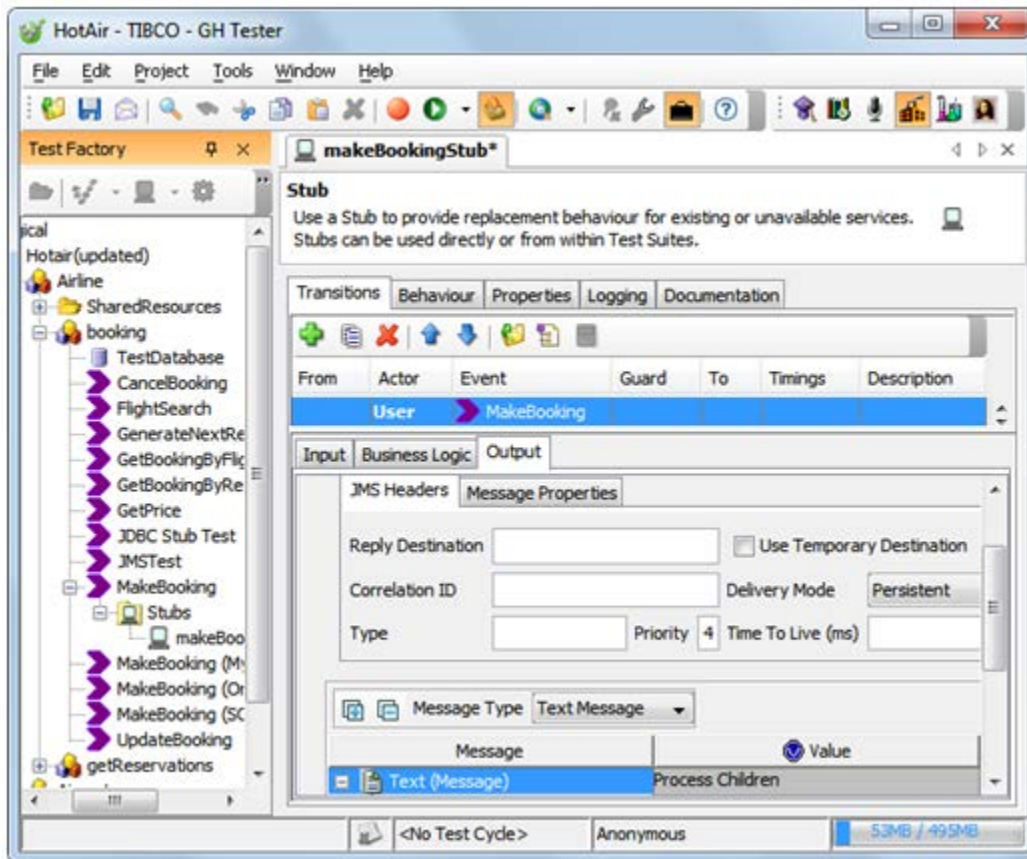 HotAir - TIBCO - GH Tester
File Edit Project Tools Window Help
Test Factory
makeBookingStub*
Stub
Use a Stub to provide replacement behaviour for existing or unavailable services.
Stubs can be used directly or from within Test Suites.
ical
Hotair(updated)
Airline
SharedResources
booking
TestDatabase
CancelBooking
FlightSearch
GenerateNextRe
GetBookingByFlig
GetBookingByRe
GetPrice
JDBC Stub Test
JMSTest
MakeBooking
Stubs
makeBoo
MakeBooking (My
MakeBooking (Or
MakeBooking (SO
UpdateBooking
getReservations
Transitions Behaviour Properties Logging Documentation
From Actor Event Guard To Timings Description
User MakeBooking
Input Business Logic Output
JMS Headers Message Properties
Reply Destination Use Temporary Destination
Correlation ID Delivery Mode Persistent
Type Priority 4 Time To Live (ms)
Message Type Text Message
Message Value
Text (Message) Process Children
<No Test Cycle> Anonymous 53MB / 495MB